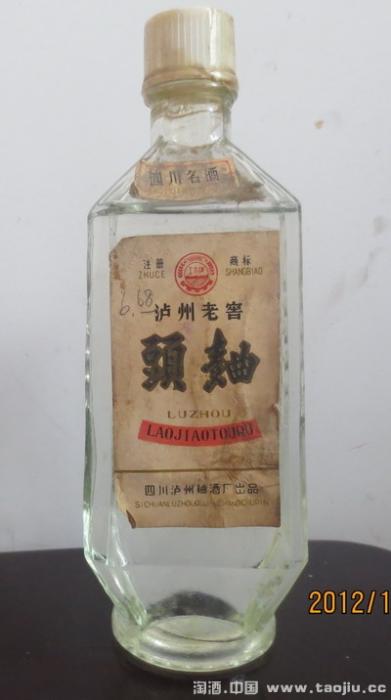 四川名酒
注册 商标
ZHUCE SHANGBIAO
6.68
泸州老窖
頭麯
LUZHOU
LAOJIAOTOUQU
四川泸州麯酒厂出品
2012/1
淘酒.中国 www.taojiu.cc